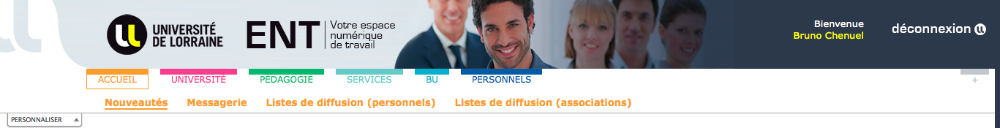 UNIVERSITÉ
DE LORRAINE
ENT
Votre espace
numérique
de travail
Bienvenue
Bruno Chenuel
déconnexion
ACCUEIL UNIVERSITÉ PÉDAGOGIE SERVICES BU PERSONNELS +
Nouveautés Messagerie Listes de diffusion (personnels) Listes de diffusion (associations)
PERSONNALISER